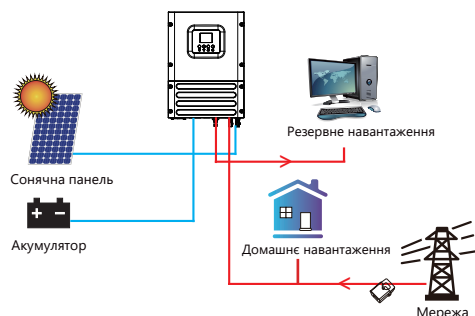 Резервне навантаження
Сонячна панель
Акумулятор
Домашнє навантаження
Мережа